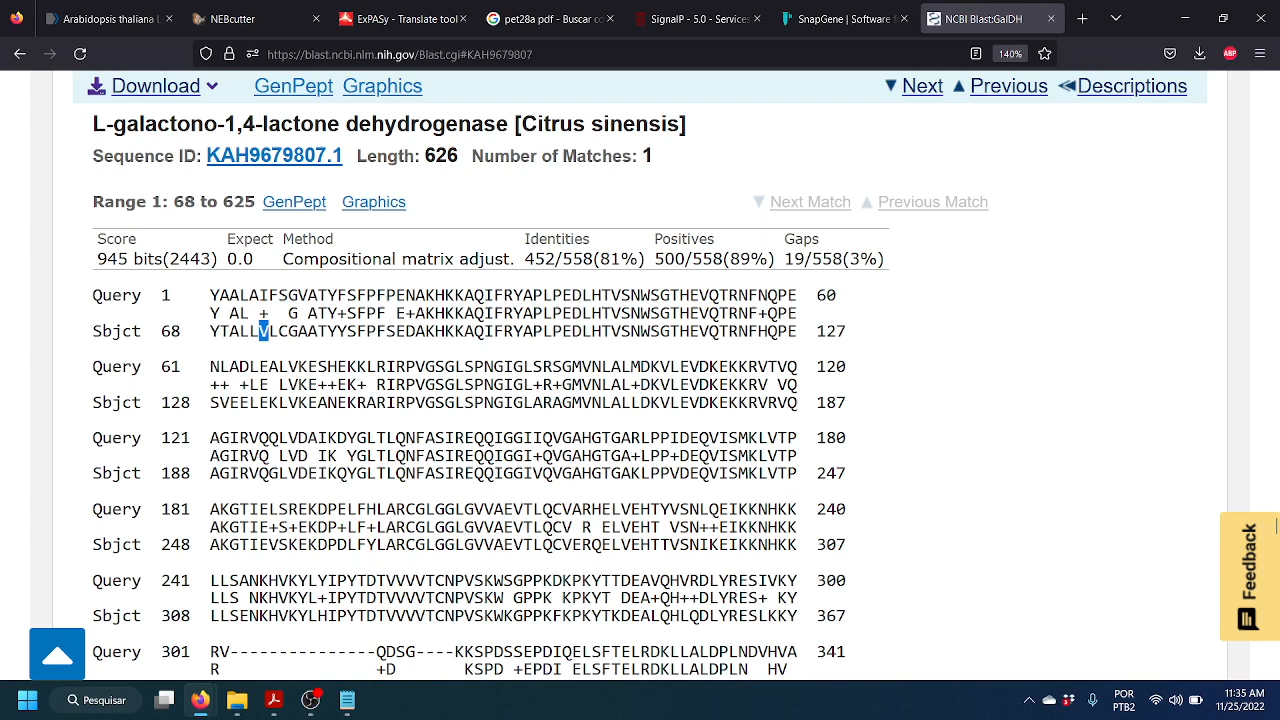 Arabidopsis thaliana L
NEButter
ExPASy - Translate too
pet28a pdf - Buscar co
SignalP - 5.0 - Services
SnapGene | Software
NCBI Blast:GalDH
https://blast.ncbi.nlm.nih.gov/Blast.cgi#KAH9679807
140%
ABP
Download GenPept Graphics Next Previous Descriptions
L-galactono-1,4-lactone dehydrogenase [Citrus sinensis]
Sequence ID: KAH9679807.1 Length: 626 Number of Matches: 1
Range 1: 68 to 625 GenPept Graphics Next Match Previous Match
Score Expect Method Identities Positives Gaps
945 bits(2443) 0.0 Compositional matrix adjust. 452/558(81%) 500/558(89%) 19/558(3%)
Query 1 YAALAIFSGVATYFSFPFPENAKHKKAQIFRYAPLPEDLHTVSNWSGTHEVQTRNFNQPE 60
Y AL + G ATY+SFPF E+AKHKKAQIFRYAPLPEDLHTVSNWSGTHEVQTRNF+QPE
Sbjct 68 YTALLVLCGAATYYSFPFSEDAKHKKAQIFRYAPLPEDLHTVSNWSGTHEVQTRNFHQPE 127
Query 61 NLADLEALVKESHEKKLRIRPVGSGLSPNGIGLSRSGMVNLALMDKVLEVDKEKKRVTVQ 120
++ +LE LVKE++EK+ RIRPVGSGLSPNGIGL+R+GMVNLAL+DKVLEVDKEKKRV VQ
Sbjct 128 SVEELEKLVKEANEKRARIRPVGSGLSPNGIGLARAGMVNLALLDKVLEVDKEKKRVRVQ 187
Query 121 AGIRVQQLVDAIKDYGLTLQNFASIREQQIGGIIQVGAHGTGARLPPIDEQVISMKLVTP 180
AGIRVQ LVD IK YGLTLQNFASIREQQIGGI+QVGAHGTGA+LPP+DEQVISMKLVTP
Sbjct 188 AGIRVQGLVDEIKQYGLTLQNFASIREQQIGGIVQVGAHGTGAKLPPVDEQVISMKLVTP 247
Query 181 AKGTIELSREKDPELFHLARCGLGGLGVVAEVTLQCVARHELVEHTYVSNLQEIKKNHKK 240
AKGTIE+S+EKDP+LF+LARCGLGGLGVVAEVTLQCV R ELVEHT VSN++EIKKNHKK
Sbjct 248 AKGTIEVSKEKDPDLFYLARCGLGGLGVVAEVTLQCVERQELVEHTTVSNIKEIKKNHKK 307
Query 241 LLSANKHVKYLYIPYTDTVVVVTCNPVSKWSGPPKDKPKYTTDEAVQHVRDLYRESIVKY 300
LLS NKHVKYL+IPYTDTVVVVTCNPVSKW GPPK KPKYT DEA+QH++DLYRES+ KY
Sbjct 308 LLSENKHVKYLHIPYTDTVVVVTCNPVSKWKGPPKFKPKYTKDEALQHLQDLYRESLKKY 367
Query 301 RV---------------QDSG----KKSPDSSEPDIQELSFTELRDKLLALDPLNDVHVA 341
R +D KSPD +EPDI ELSFTELRDKLLALDPLN HV
Feedback
Pesquisar
POR
PTB2
11:35 AM
11/25/2022